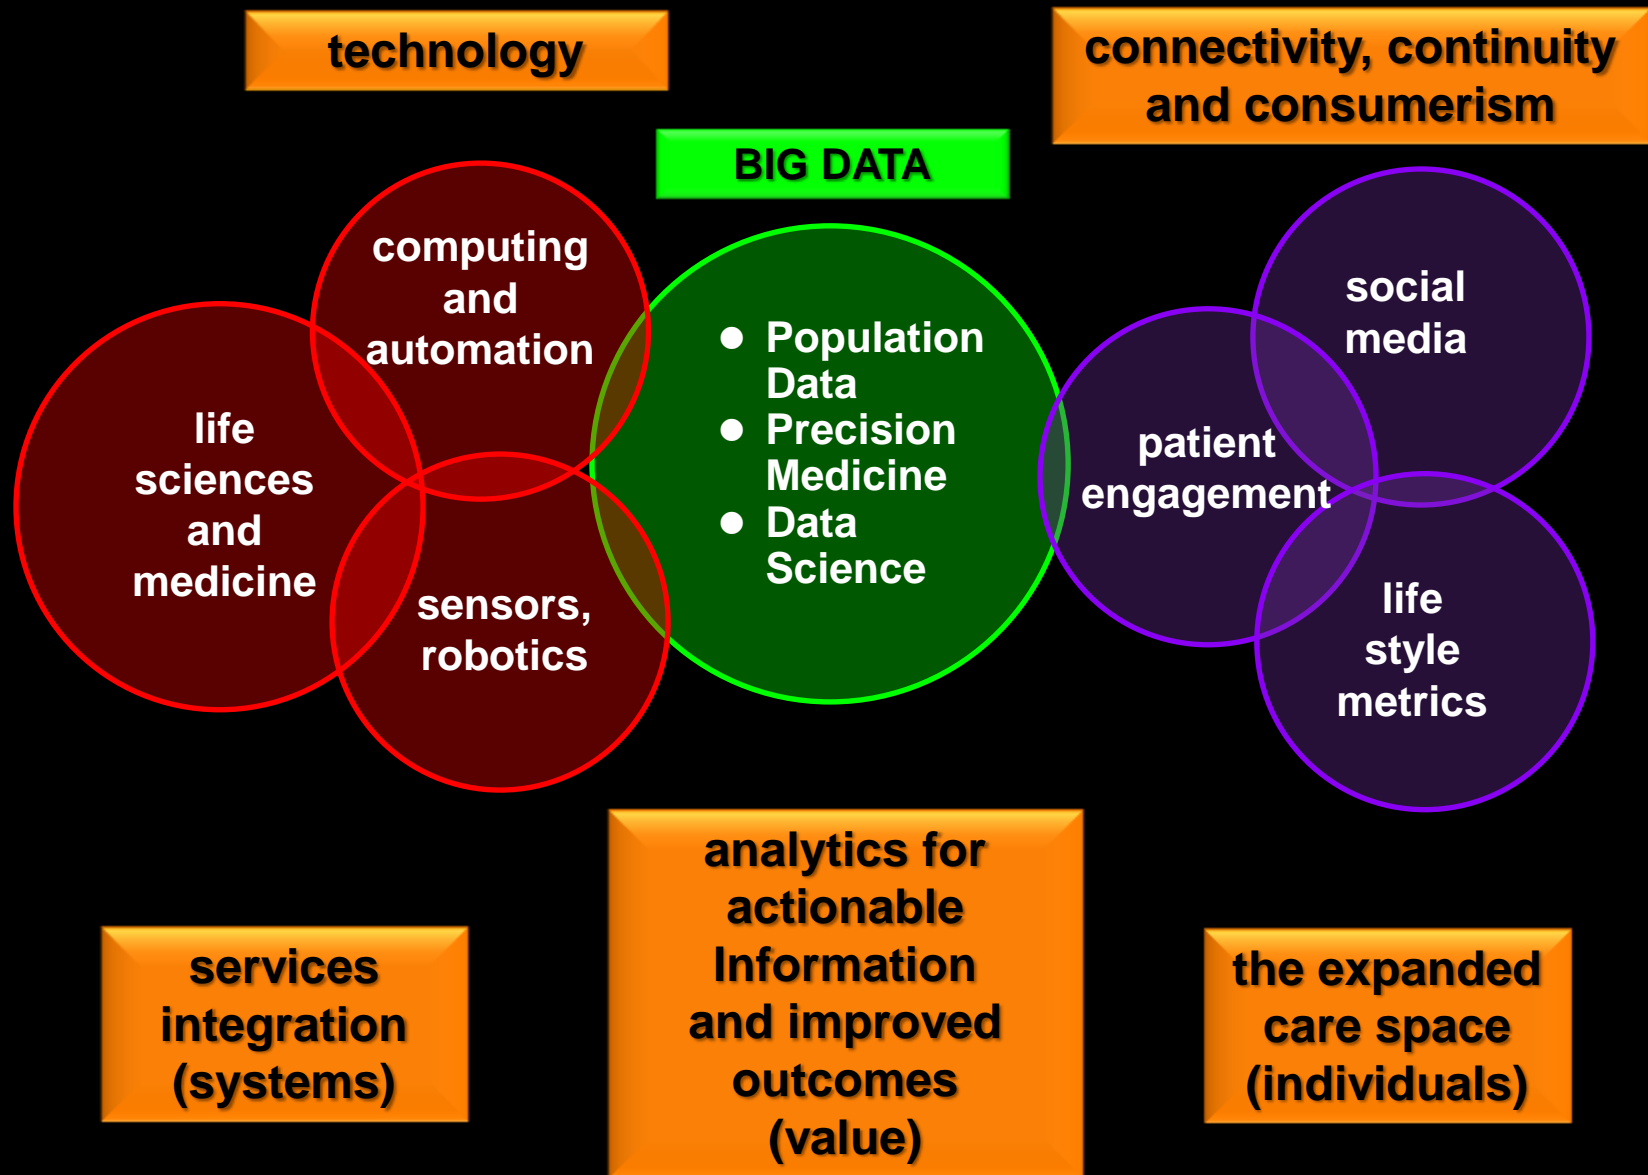 technology
connectivity, continuity
and consumerism
BIG DATA
computing
and
automation
life
sciences
and
medicine
sensors,
robotics
● Population
Data
● Precision
Medicine
● Data
Science
social
media
patient
engagement
life
style
metrics
services
integration
(systems)
analytics for
actionable
Information
and improved
outcomes
(value)
the expanded
care space
(individuals)